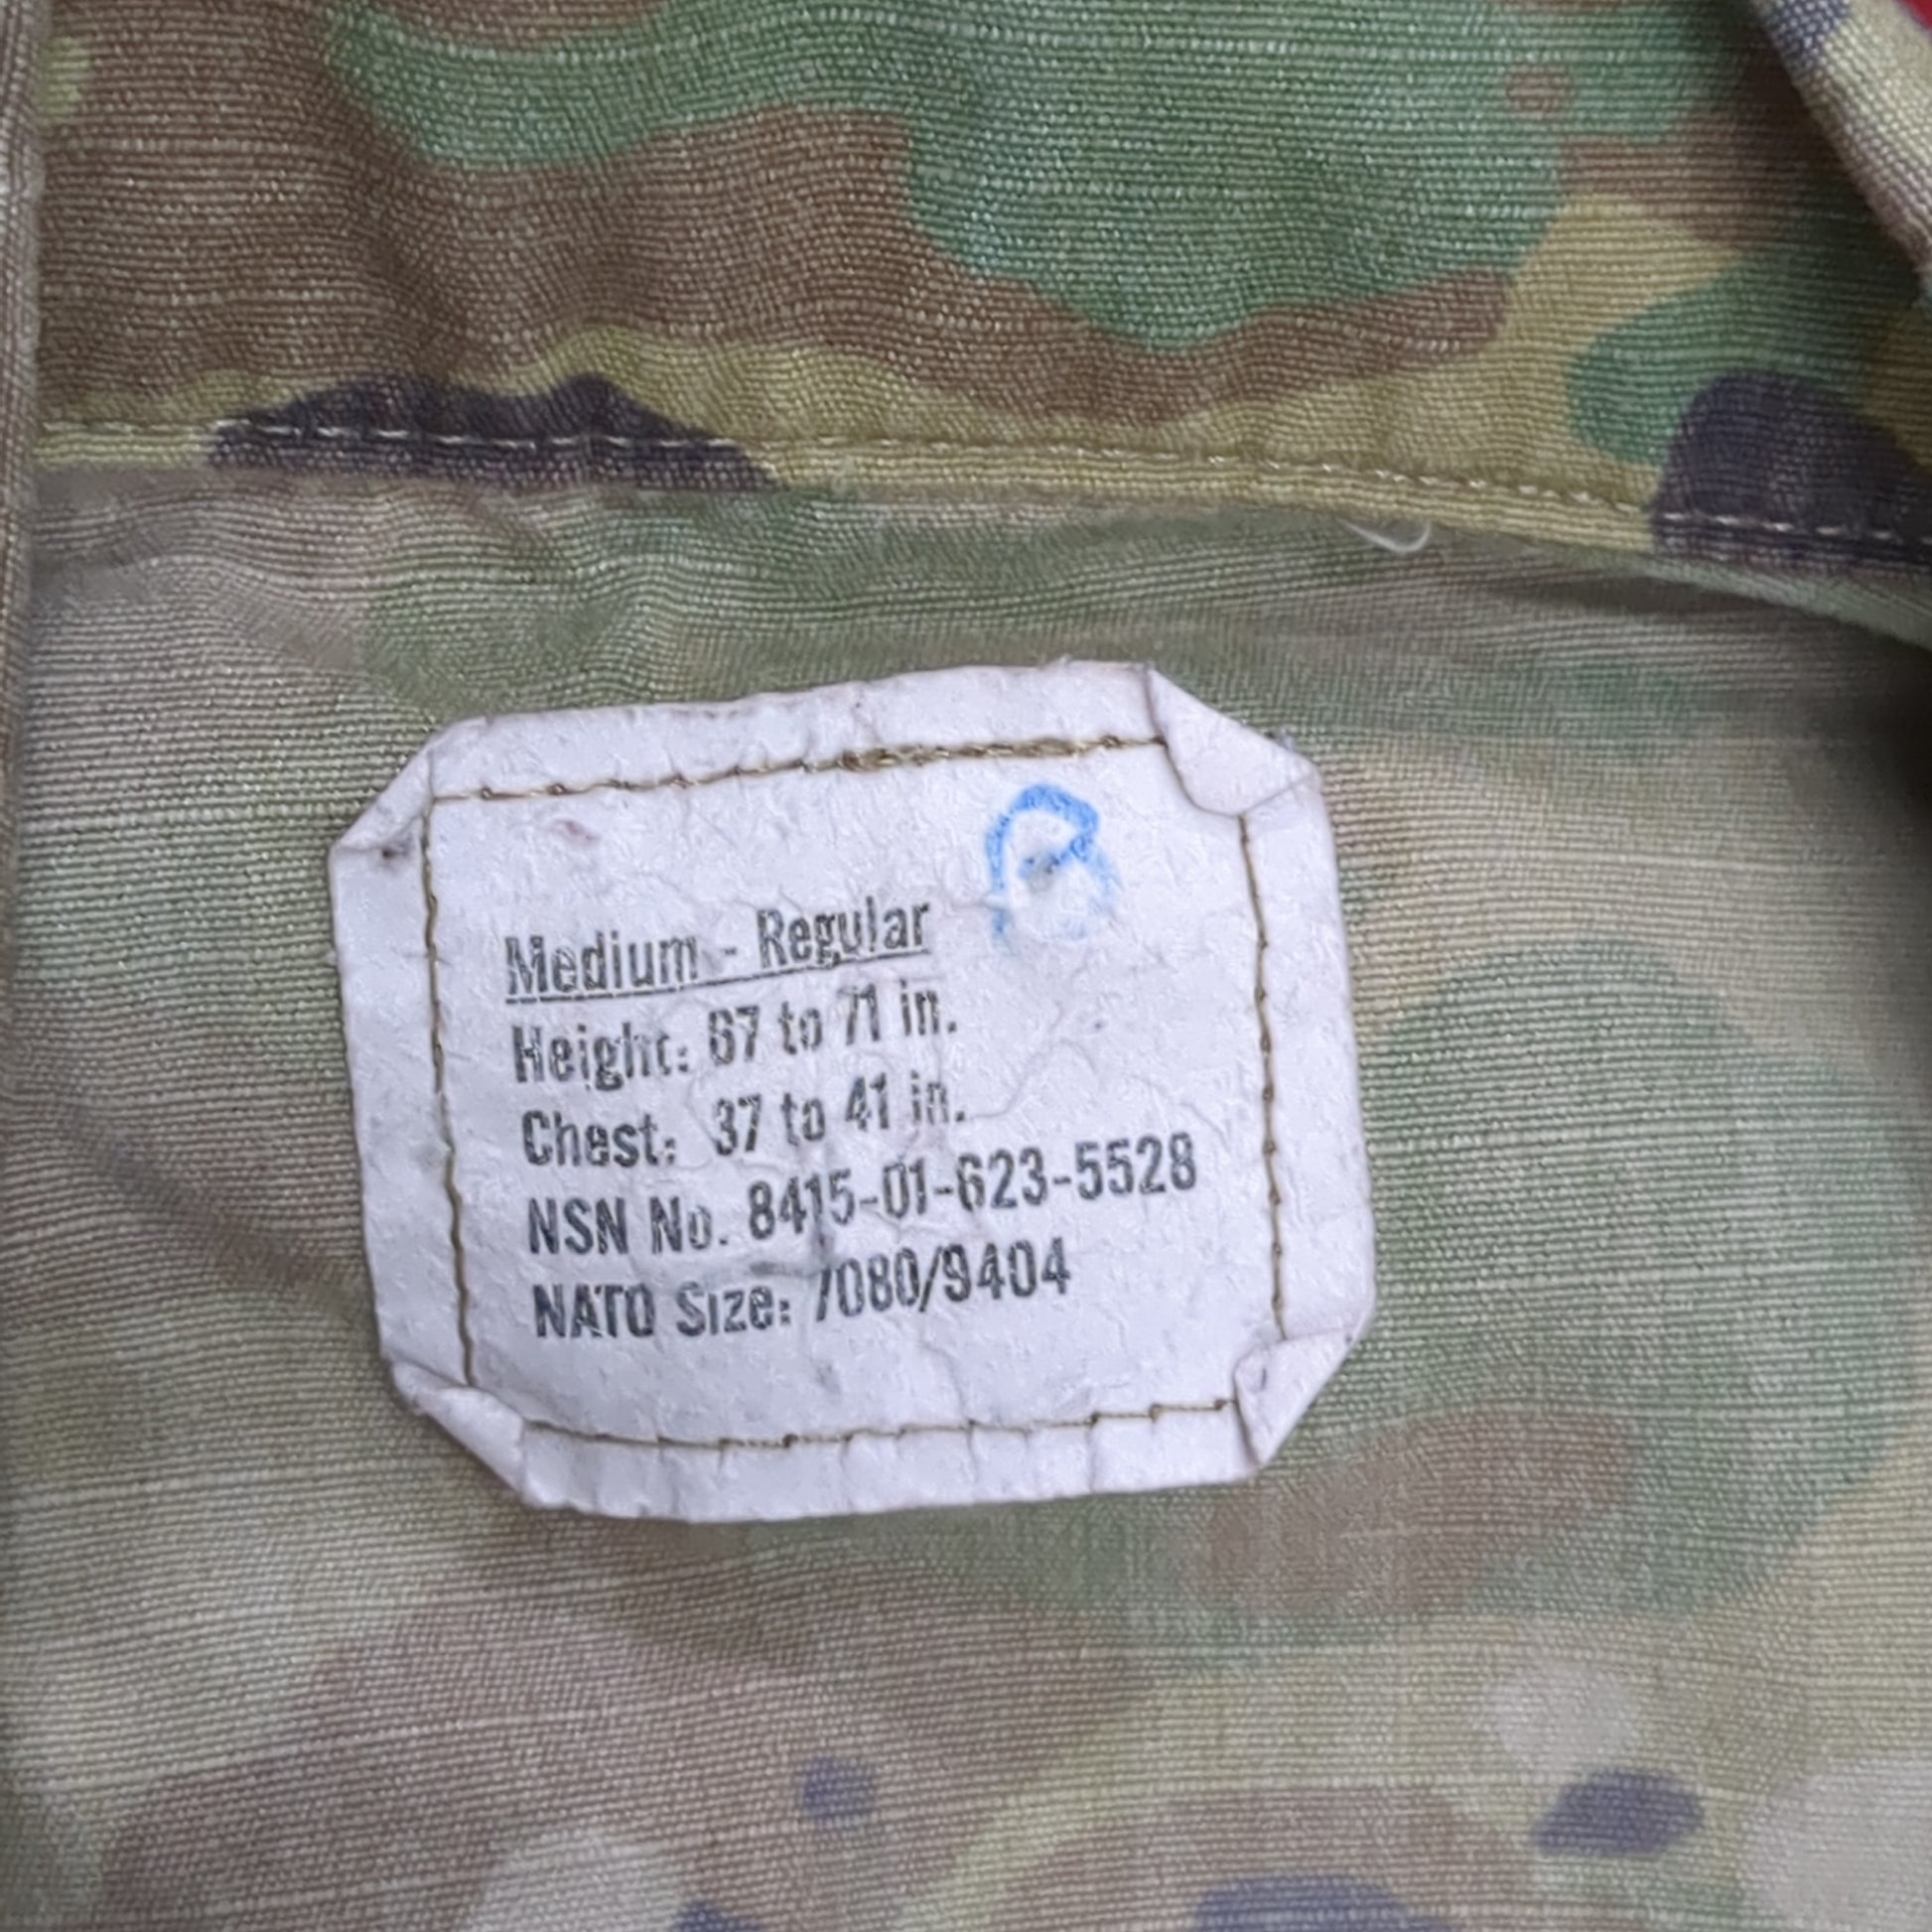 Medium - Regular
Height: 67 to 71 in.
Chest: 37 to 41 in.
NSN No. 8415-01-623-5528
NATO Size: 7080/9404